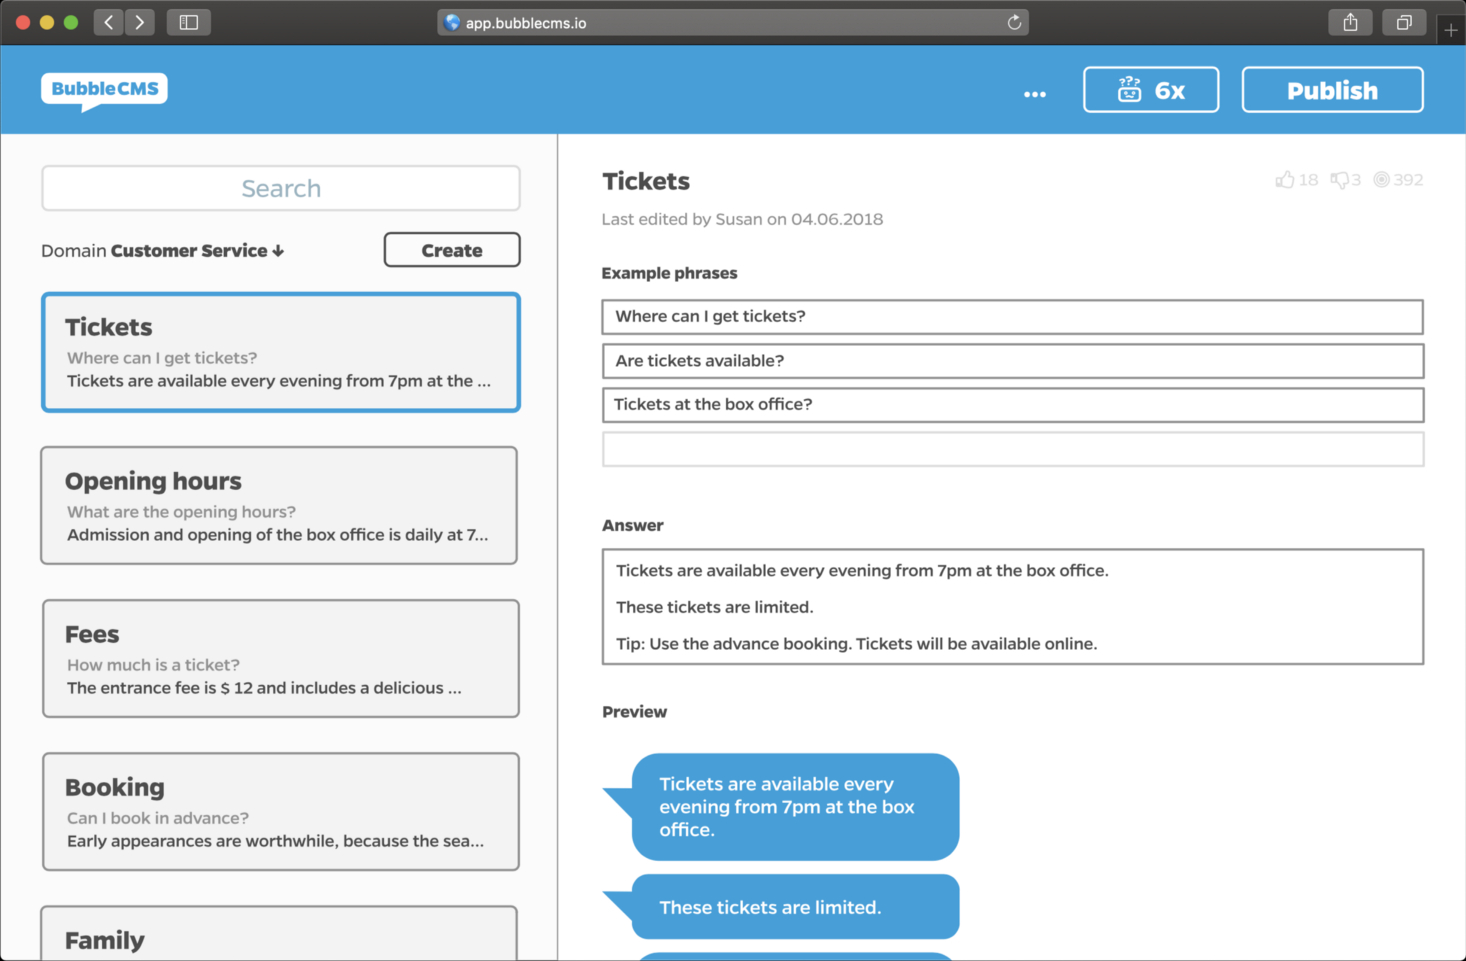 app.bubblecms.io
BubbleCMS
...
??? 6x
Publish
Search
Domain Customer Service ↓
Create
Tickets
Where can I get tickets?
Tickets are available every evening from 7pm at the ...
Opening hours
What are the opening hours?
Admission and opening of the box office is daily at 7...
Fees
How much is a ticket?
The entrance fee is $ 12 and includes a delicious ...
Booking
Can I book in advance?
Early appearances are worthwhile, because the sea...
Family
Tickets
18 3 392
Last edited by Susan on 04.06.2018
Example phrases
Where can I get tickets?
Are tickets available?
Tickets at the box office?
Answer
Tickets are available every evening from 7pm at the box office.
These tickets are limited.
Tip: Use the advance booking. Tickets will be available online.
Preview
Tickets are available every
evening from 7pm at the box
office.
These tickets are limited.